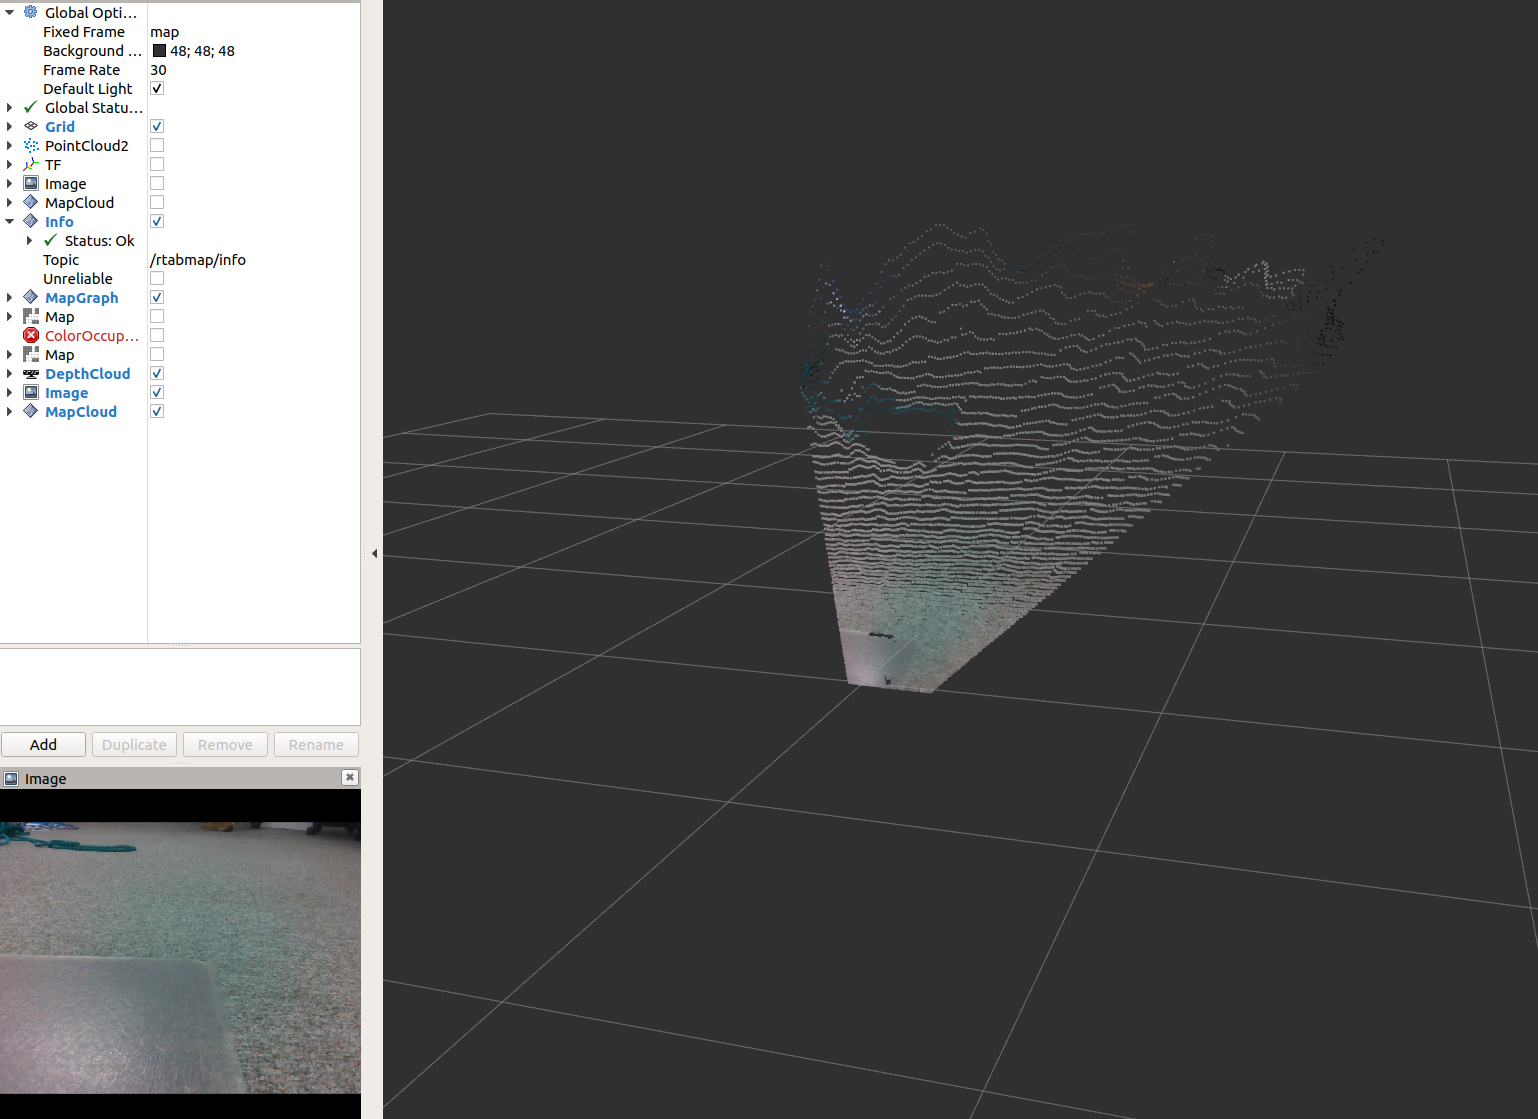 Global Opti...
Fixed Frame map
Background ... 48; 48; 48
Frame Rate 30
Default Light
Global Statu...
Grid
PointCloud2
TF
Image
MapCloud
Info
Status: Ok
Topic /rtabmap/info
Unreliable
MapGraph
Map
ColorOccup...
Map
DepthCloud
Image
MapCloud
Add Duplicate Remove Rename
Image